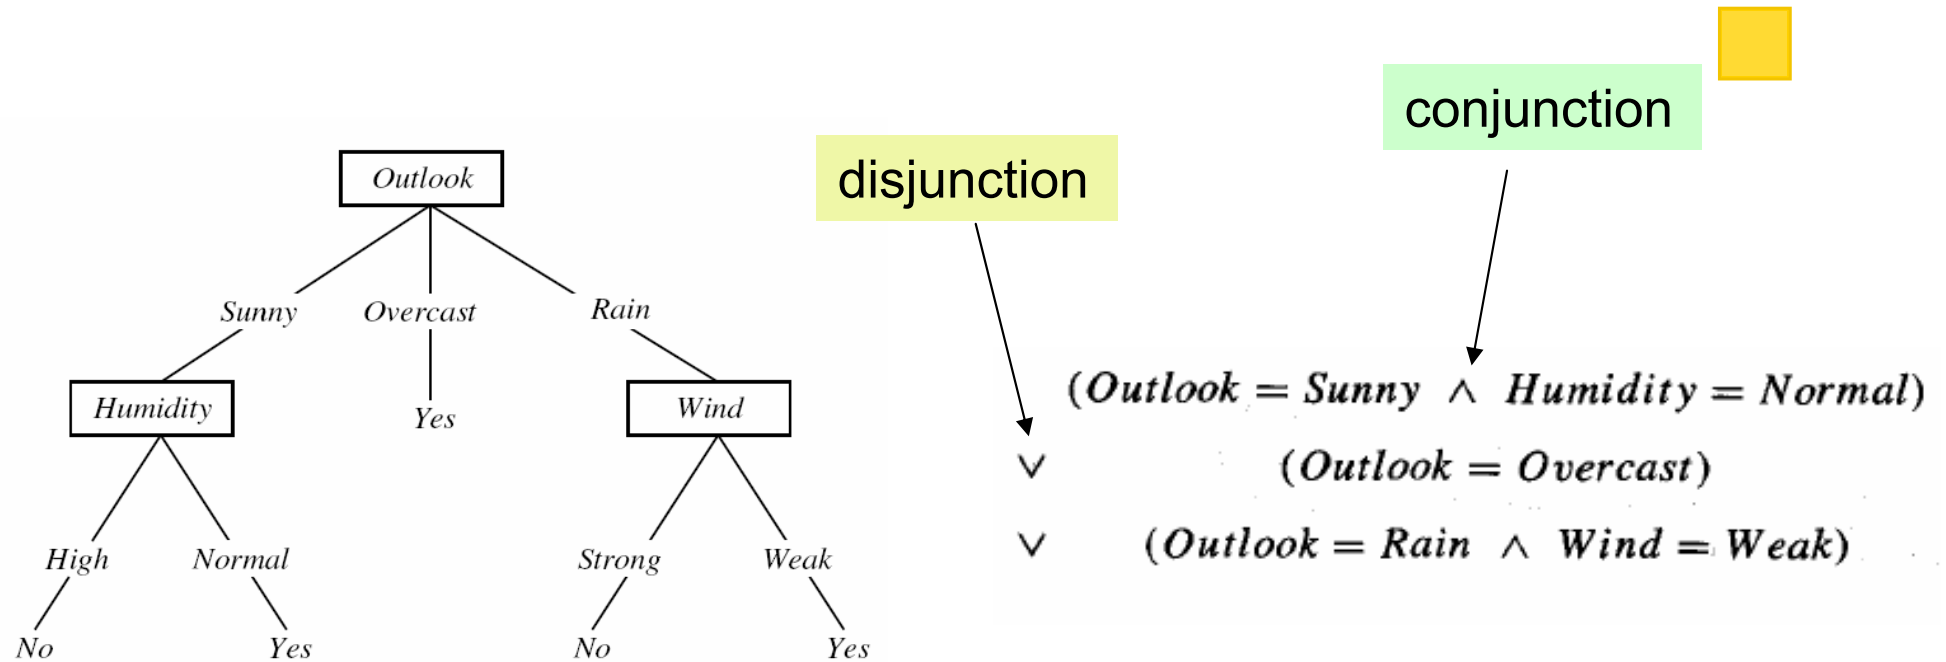 conjunction
disjunction
Outlook
Sunny Overcast Rain
Humidity Yes Wind
High Normal Strong Weak
No Yes No Yes
(Outlook = Sunny ∧ Humidity = Normal)
∨ (Outlook = Overcast)
∨ (Outlook = Rain ∧ Wind = Weak)